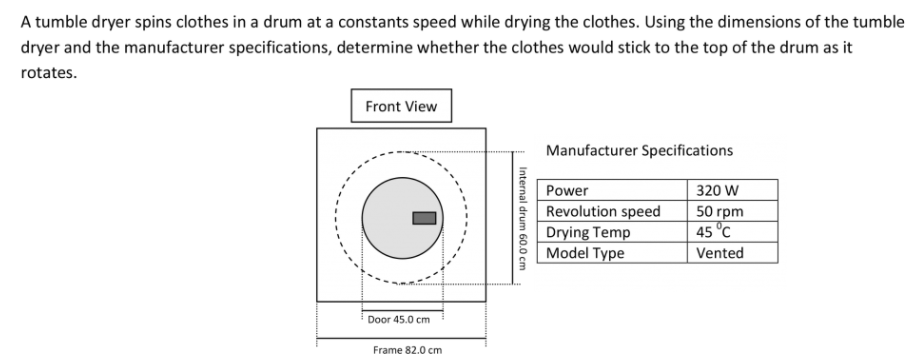 A tumble dryer spins clothes in a drum at a constants speed while drying the clothes. Using the dimensions of the tumble
dryer and the manufacturer specifications, determine whether the clothes would stick to the top of the drum as it
rotates.
Front View
Manufacturer Specifications
Internal drum 60.0 cm
Power 320 W
Revolution speed 50 rpm
Drying Temp 45 ⁰C
Model Type Vented
Door 45.0 cm
Frame 82.0 cm